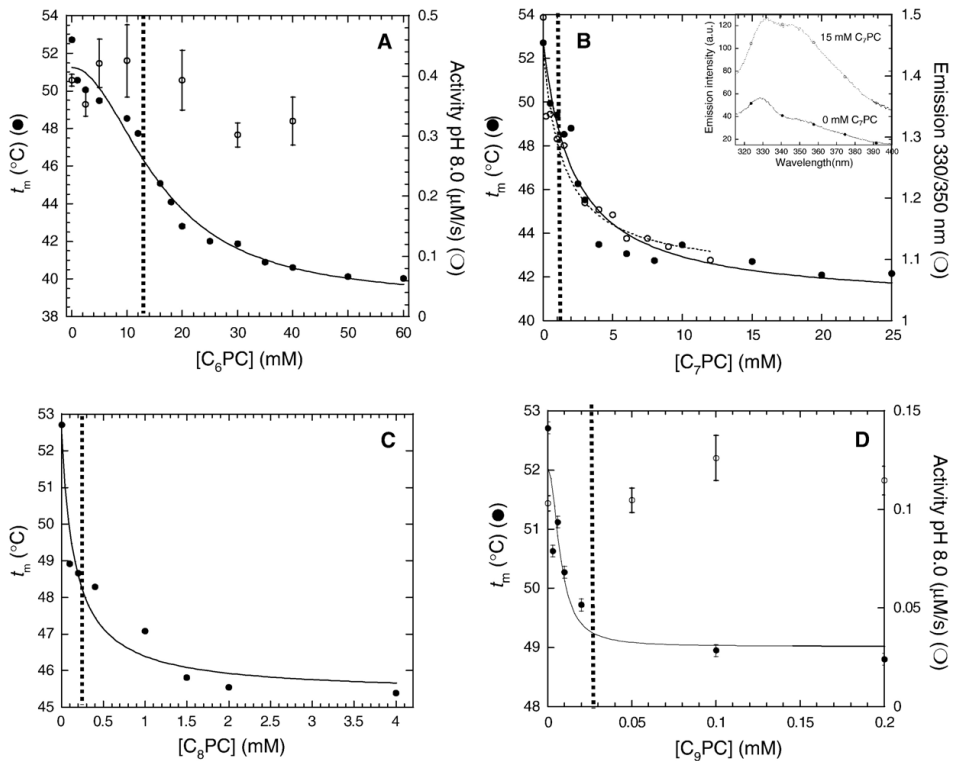 A
54
52
50
48
46
44
42
40
38
0.5
0.4
0.3
0.2
0.1
0
0 10 20 30 40 50 60
tm (°C) (●)
Activity pH 8.0 (μM/s) (○)
[C6PC] (mM)
B
54
52
50
48
46
44
42
40
1.5
1.4
1.3
1.2
1.1
1
0 5 10 15 20 25
tm (°C) (●)
Emission 330/350 nm (○)
[C7PC] (mM)
Emission intensity (a.u.)
120
100
80
60
40
20
15 mM C7PC
0 mM C7PC
320 330 340 350 360 370 380 390 400
Wavelength(nm)
C
53
52
51
50
49
48
47
46
45
0 0.5 1 1.5 2 2.5 3 3.5 4
tm (°C)
[C8PC] (mM)
D
53
52
51
50
49
48
0.15
0.1
0.05
0
0 0.05 0.1 0.15 0.2
tm (°C) (●)
Activity pH 8.0 (μM/s) (○)
[C9PC] (mM)